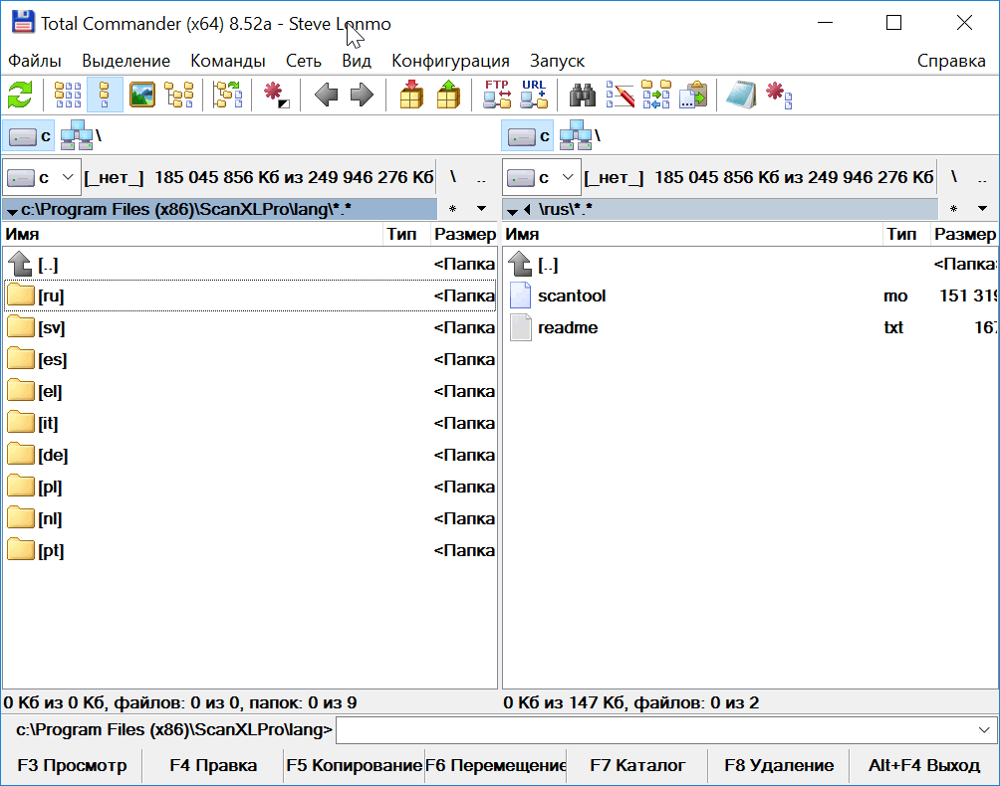 Total Commander (x64) 8.52a - Steve Lonmo
Файлы Выделение Команды Сеть Вид Конфигурация Запуск Справка
FTP URL
c \ c \
c [_нет_] 185 045 856 Кб из 249 946 276 Кб \ .. c [_нет_] 185 045 856 Кб из 249 946 276 Кб \ ..
c:\Program Files (x86)\ScanXLPro\lang\*.* * \rus\*.* *
Имя Тип Размер Имя Тип Размер
[..] <Папка [..] <Папка
[ru] <Папка scantool mo 151 319
[sv] <Папка readme txt 167
[es] <Папка
[el] <Папка
[it] <Папка
[de] <Папка
[pl] <Папка
[nl] <Папка
[pt] <Папка
0 Кб из 0 Кб, файлов: 0 из 0, папок: 0 из 9 0 Кб из 147 Кб, файлов: 0 из 2
c:\Program Files (x86)\ScanXLPro\lang>
F3 Просмотр F4 Правка F5 Копирование F6 Перемещение F7 Каталог F8 Удаление Alt+F4 Выход